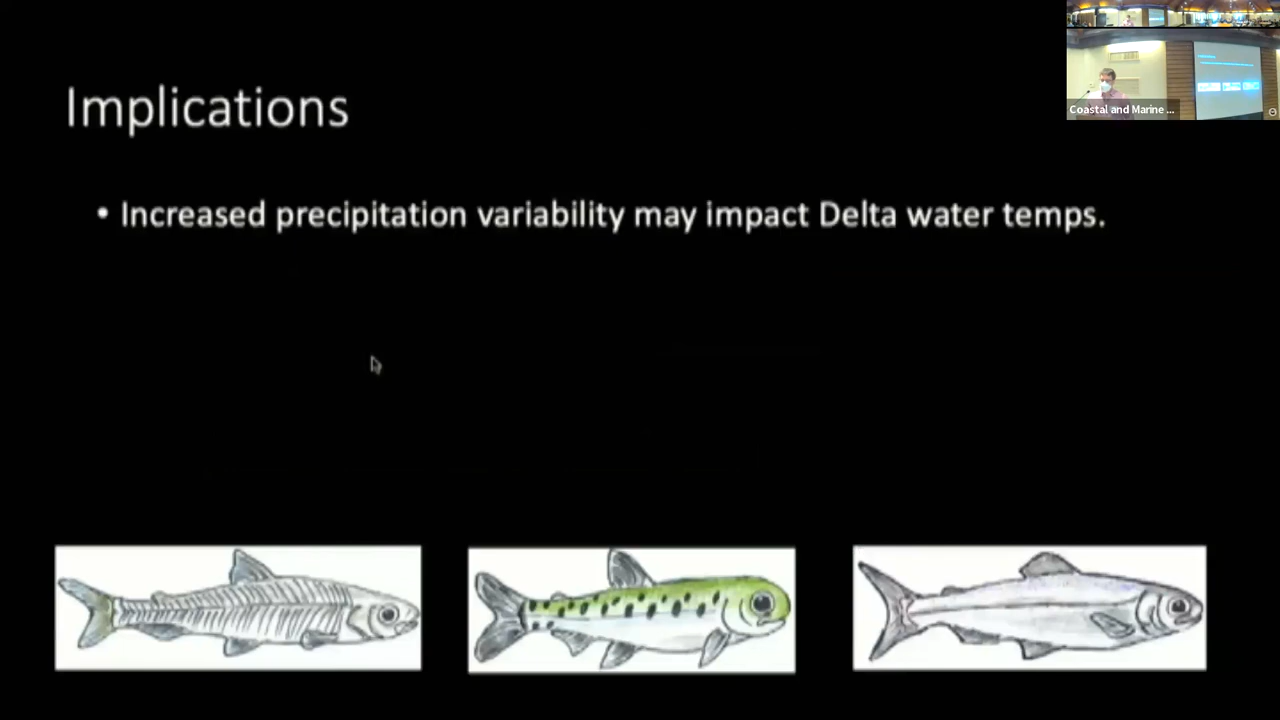 Implications
• Increased precipitation variability may impact Delta water temps.
Coastal and Marine ...